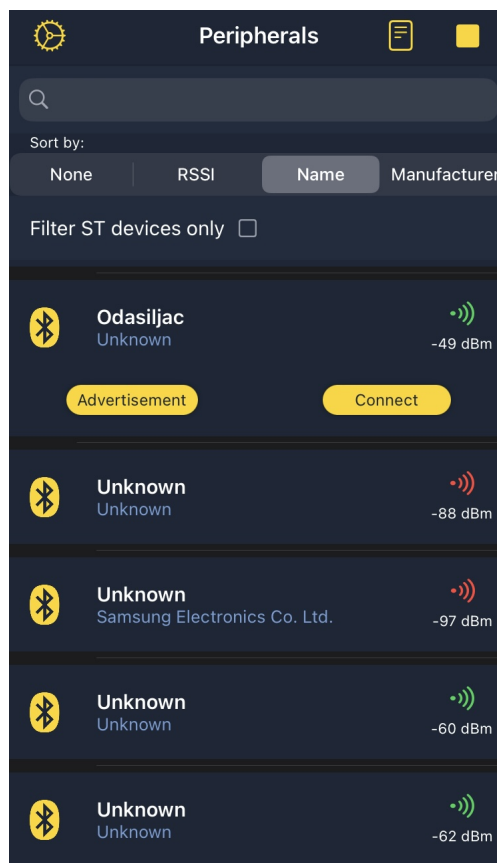 Peripherals
Sort by:
None RSSI Name Manufacturer
Filter ST devices only
Odasiljac
Unknown
-49 dBm
Advertisement Connect
Unknown
Unknown
-88 dBm
Unknown
Samsung Electronics Co. Ltd.
-97 dBm
Unknown
Unknown
-60 dBm
Unknown
Unknown
-62 dBm